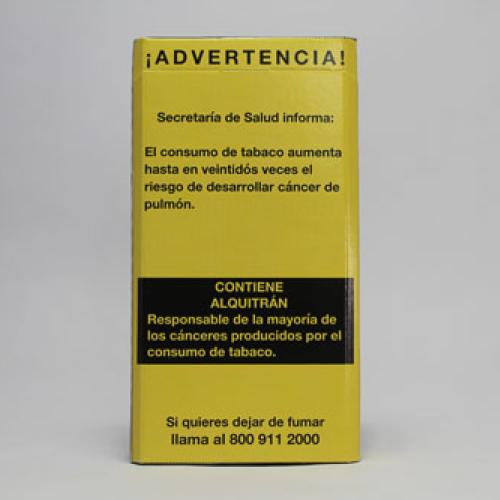 ¡ADVERTENCIA!
Secretaría de Salud informa:
El consumo de tabaco aumenta
hasta en veintidós veces el
riesgo de desarrollar cáncer de
pulmón.
CONTIENE
ALQUITRÁN
Responsable de la mayoría de
los cánceres producidos por el
consumo de tabaco.
Si quieres dejar de fumar
llama al 800 911 2000